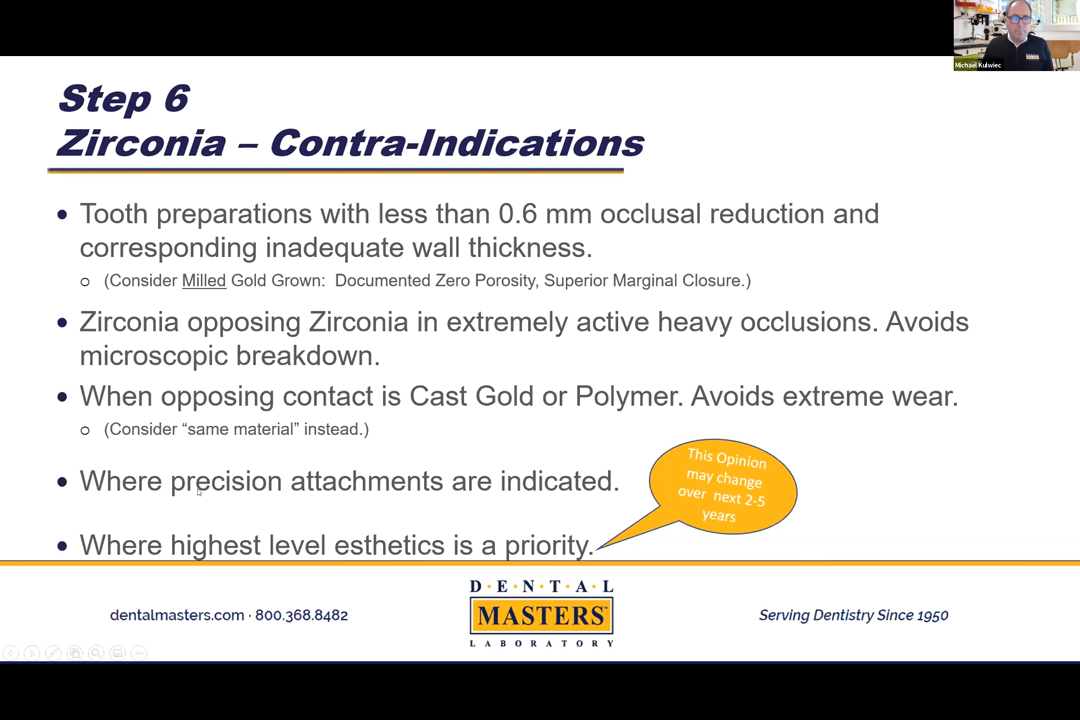 Michael Kulwiec
Step 6
Zirconia – Contra-Indications
• Tooth preparations with less than 0.6 mm occlusal reduction and
corresponding inadequate wall thickness.
o (Consider Milled Gold Grown: Documented Zero Porosity, Superior Marginal Closure.)
• Zirconia opposing Zirconia in extremely active heavy occlusions. Avoids
microscopic breakdown.
• When opposing contact is Cast Gold or Polymer. Avoids extreme wear.
o (Consider “same material” instead.)
This Opinion
may change
over next 2-5
years
• Where precision attachments are indicated.
• Where highest level esthetics is a priority.
dentalmasters.com · 800.368.8482
D·E·N·T·A·L
MASTERS™
LABORATORY
Serving Dentistry Since 1950